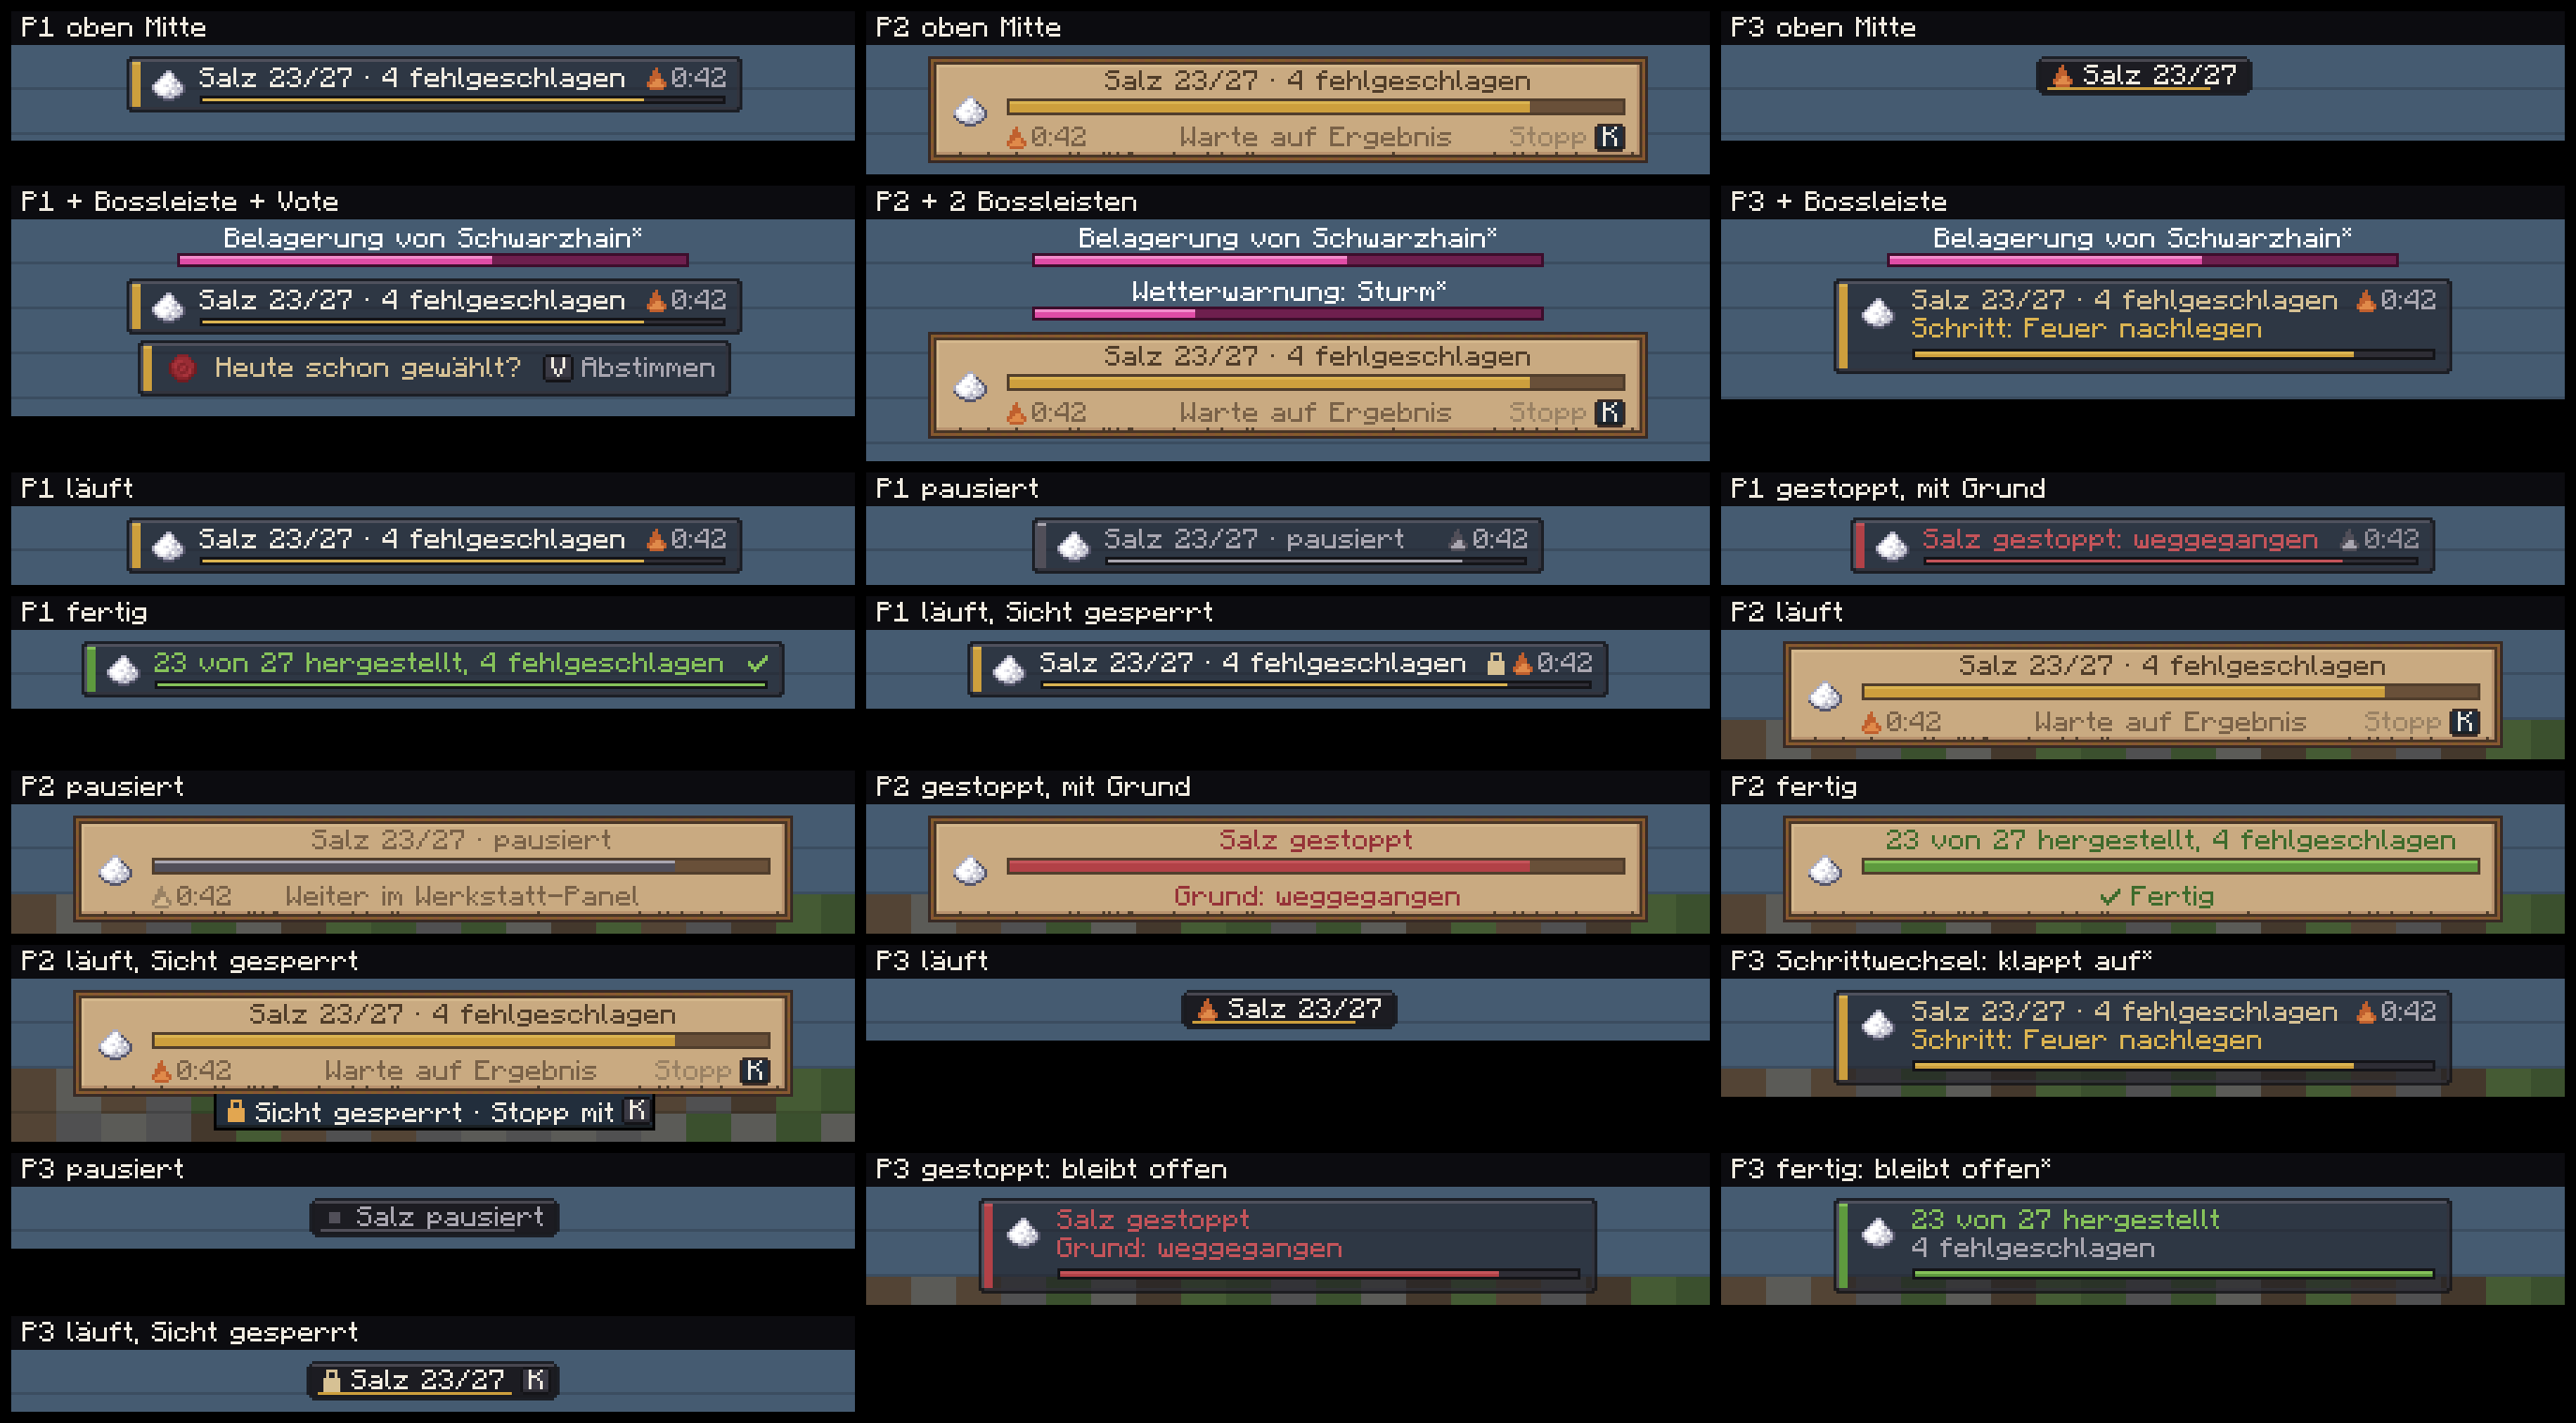 P1 oben Mitte
Salz 23/27 · 4 fehlgeschlagen 0:42
P2 oben Mitte
Salz 23/27 · 4 fehlgeschlagen
0:42 Warte auf Ergebnis Stopp K
P3 oben Mitte
Salz 23/27
P1 + Bossleiste + Vote
Belagerung von Schwarzhain*
Salz 23/27 · 4 fehlgeschlagen 0:42
Heute schon gewählt? V Abstimmen
P2 + 2 Bossleisten
Belagerung von Schwarzhain*
Wetterwarnung: Sturm*
Salz 23/27 · 4 fehlgeschlagen
0:42 Warte auf Ergebnis Stopp K
P3 + Bossleiste
Belagerung von Schwarzhain*
Salz 23/27 · 4 fehlgeschlagen 0:42
Schritt: Feuer nachlegen
P1 läuft
Salz 23/27 · 4 fehlgeschlagen 0:42
P1 pausiert
Salz 23/27 · pausiert 0:42
P1 gestoppt, mit Grund
Salz gestoppt: weggegangen 0:42
P1 fertig
23 von 27 hergestellt, 4 fehlgeschlagen
P1 läuft, Sicht gesperrt
Salz 23/27 · 4 fehlgeschlagen 0:42
P2 läuft
Salz 23/27 · 4 fehlgeschlagen
0:42 Warte auf Ergebnis Stopp K
P2 pausiert
Salz 23/27 · pausiert
0:42 Weiter im Werkstatt-Panel
P2 gestoppt, mit Grund
Salz gestoppt
Grund: weggegangen
P2 fertig
23 von 27 hergestellt, 4 fehlgeschlagen
Fertig
P2 läuft, Sicht gesperrt
Salz 23/27 · 4 fehlgeschlagen
0:42 Warte auf Ergebnis Stopp K
Sicht gesperrt · Stopp mit K
P3 läuft
Salz 23/27
P3 Schrittwechsel: klappt auf*
Salz 23/27 · 4 fehlgeschlagen 0:42
Schritt: Feuer nachlegen
P3 pausiert
Salz pausiert
P3 gestoppt: bleibt offen
Salz gestoppt
Grund: weggegangen
P3 fertig: bleibt offen*
23 von 27 hergestellt
4 fehlgeschlagen
P3 läuft, Sicht gesperrt
Salz 23/27 K